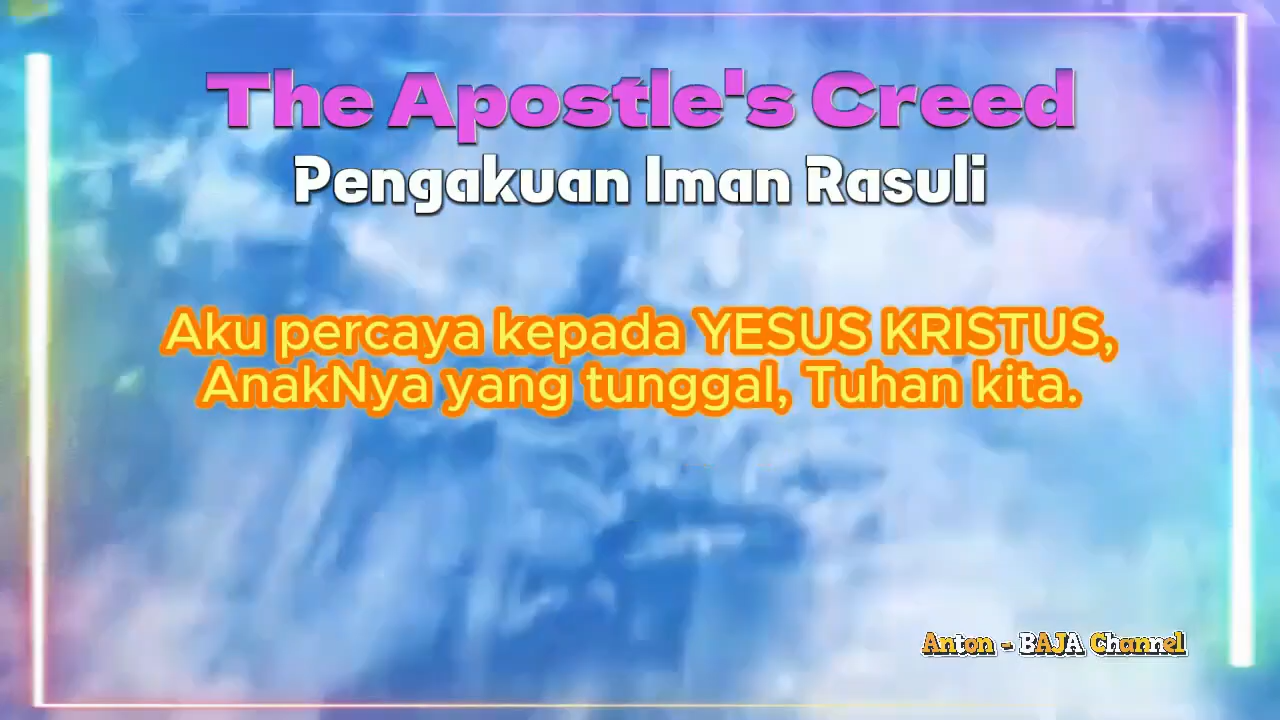 The Apostle's Creed
Pengakuan Iman Rasuli
Aku percaya kepada YESUS KRISTUS,
AnakNya yang tunggal, Tuhan kita.
Anton - BAJA Channel